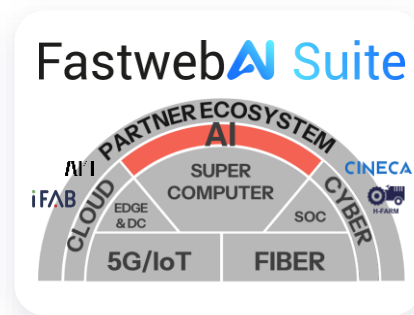 FastwebAI Suite
PARTNER ECOSYSTEM
AI
CLOUD
CYBER
iFAB
CINECA
H-FARM
SUPER
COMPUTER
EDGE
& DC
SOC
5G/IoT
FIBER